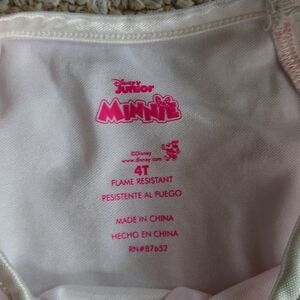 Disney
Junior
MINNIE
©Disney
www.disney.com
4T
FLAME RESISTANT
RESISTENTE AL FUEGO
MADE IN CHINA
HECHO EN CHINA
RN#87652